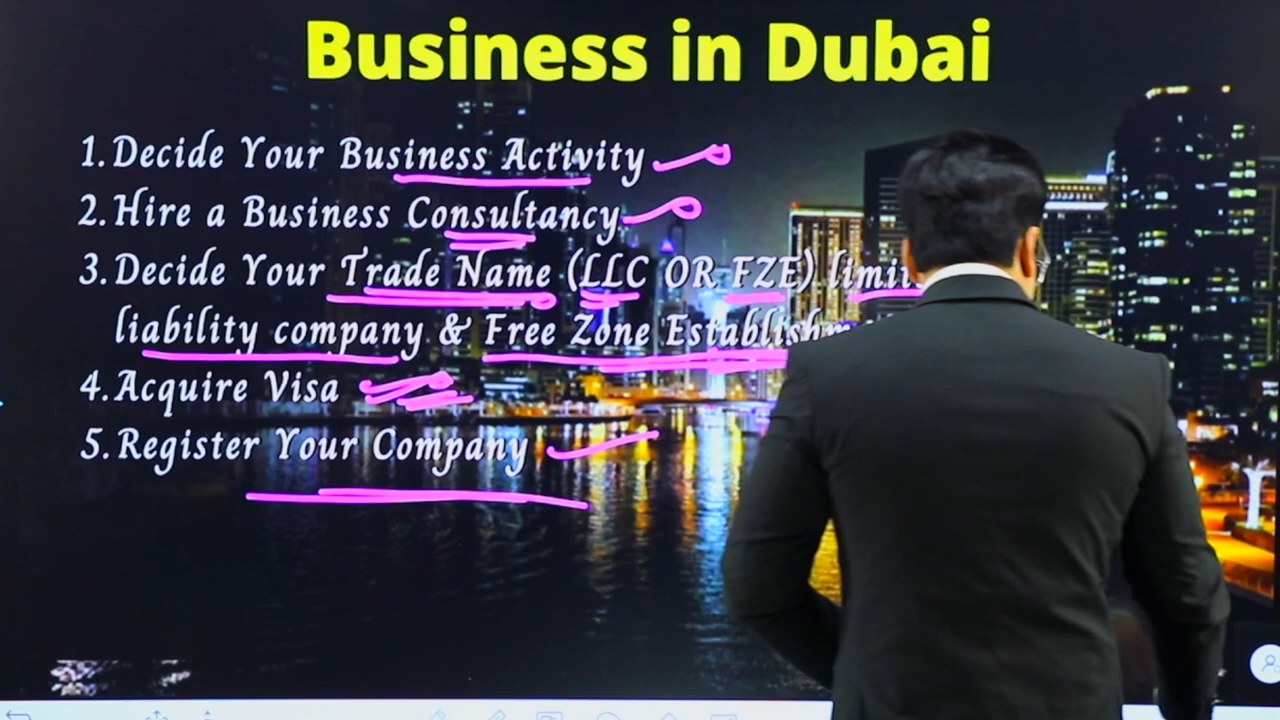 Business in Dubai
1. Decide Your Business Activity
2. Hire a Business Consultancy
3. Decide Your Trade Name (LLC OR FZE)
liability company & Free Zone
4. Acquire Visa
5. Register Your Company